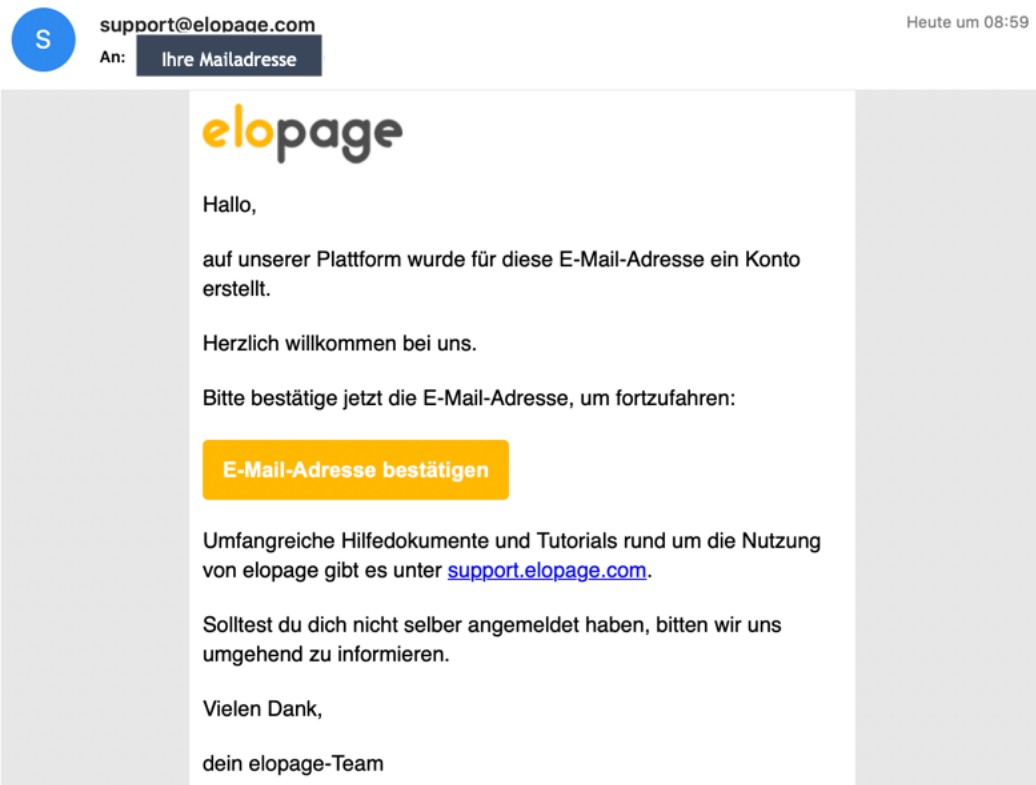 S
support@elopage.com
Heute um 08:59
An: Ihre Mailadresse
elopage
Hallo,
auf unserer Plattform wurde für diese E-Mail-Adresse ein Konto
erstellt.
Herzlich willkommen bei uns.
Bitte bestätige jetzt die E-Mail-Adresse, um fortzufahren:
E-Mail-Adresse bestätigen
Umfangreiche Hilfedokumente und Tutorials rund um die Nutzung
von elopage gibt es unter support.elopage.com.
Solltest du dich nicht selber angemeldet haben, bitten wir uns
umgehend zu informieren.
Vielen Dank,
dein elopage-Team